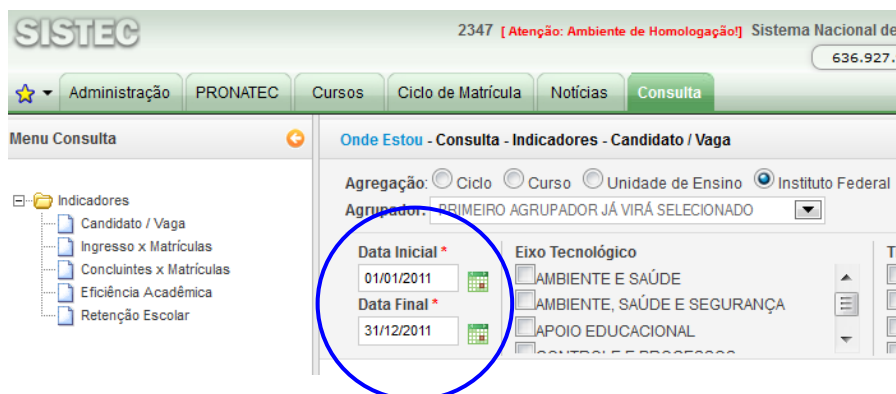 SISTEC
2347 [ Atenção: Ambiente de Homologação!] Sistema Nacional de
636.927.
Administração PRONATEC Cursos Ciclo de Matrícula Notícias Consulta
Menu Consulta
Onde Estou - Consulta - Indicadores - Candidato / Vaga
Indicadores
Candidato / Vaga
Ingresso x Matrículas
Concluintes x Matrículas
Eficiência Acadêmica
Retenção Escolar
Agregação: Ciclo Curso Unidade de Ensino Instituto Federal
Agrupador: PRIMEIRO AGRUPADOR JÁ VIRÁ SELECIONADO
Data Inicial *
01/01/2011
Data Final *
31/12/2011
Eixo Tecnológico
AMBIENTE E SAÚDE
AMBIENTE, SAÚDE E SEGURANÇA
APOIO EDUCACIONAL
CONTROLE E PROCESSOS
T